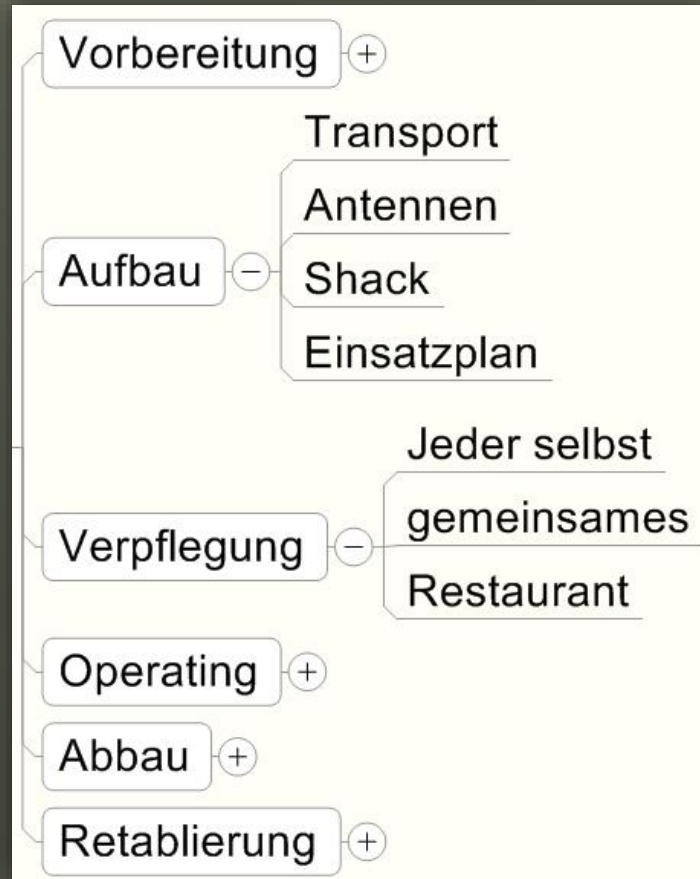 Vorbereitung
Aufbau
Transport
Antennen
Shack
Einsatzplan
Verpflegung
Jeder selbst
gemeinsames
Restaurant
Operating
Abbau
Retablierung